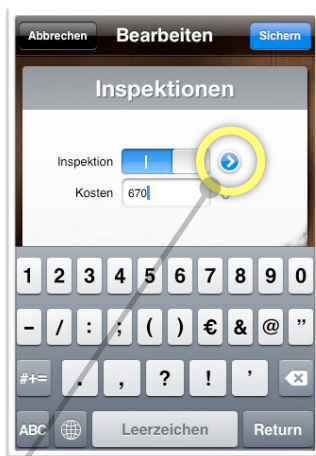 Abbrechen Bearbeiten Sichern
Inspektionen
Inspektion I
Kosten 670
1 2 3 4 5 6 7 8 9 0
- / : ; ( ) € & @ "
#+= . , ? ! '
ABC Leerzeichen Return